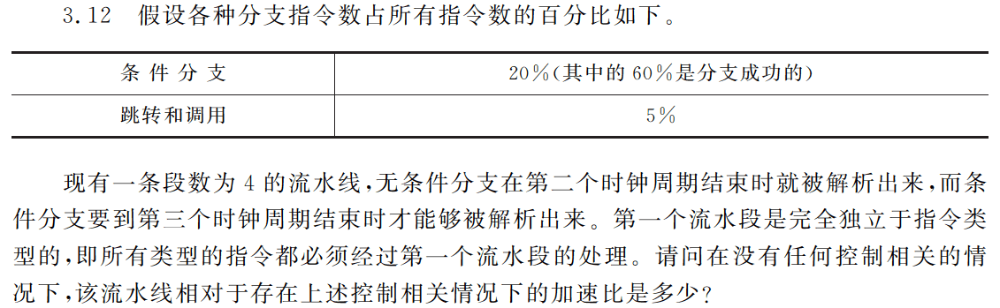 3.12 假设各种分支指令数占所有指令数的百分比如下。
条件分支 20%(其中的60%是分支成功的)
跳转和调用 5%
现有一条段数为4的流水线,无条件分支在第二个时钟周期结束时就被解析出来,而条
件分支要到第三个时钟周期结束时才能够被解析出来。第一个流水段是完全独立于指令类
型的,即所有类型的指令都必须经过第一个流水段的处理。请问在没有任何控制相关的情
况下,该流水线相对于存在上述控制相关情况下的加速比是多少?